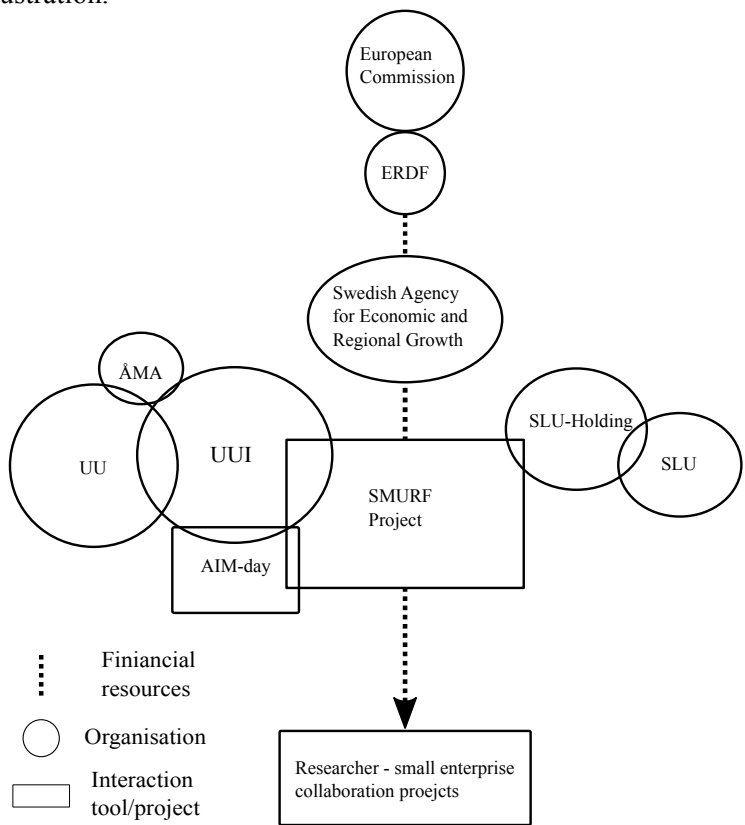 European
Commission
ERDF
Swedish Agency
for Economic and
Regional Growth
ÅMA
UU
UUI
SLU-Holding
SLU
SMURF
Project
AIM-day
Finiancial
resources
Organisation
Interaction
tool/project
Researcher - small enterprise
collaboration proejcts